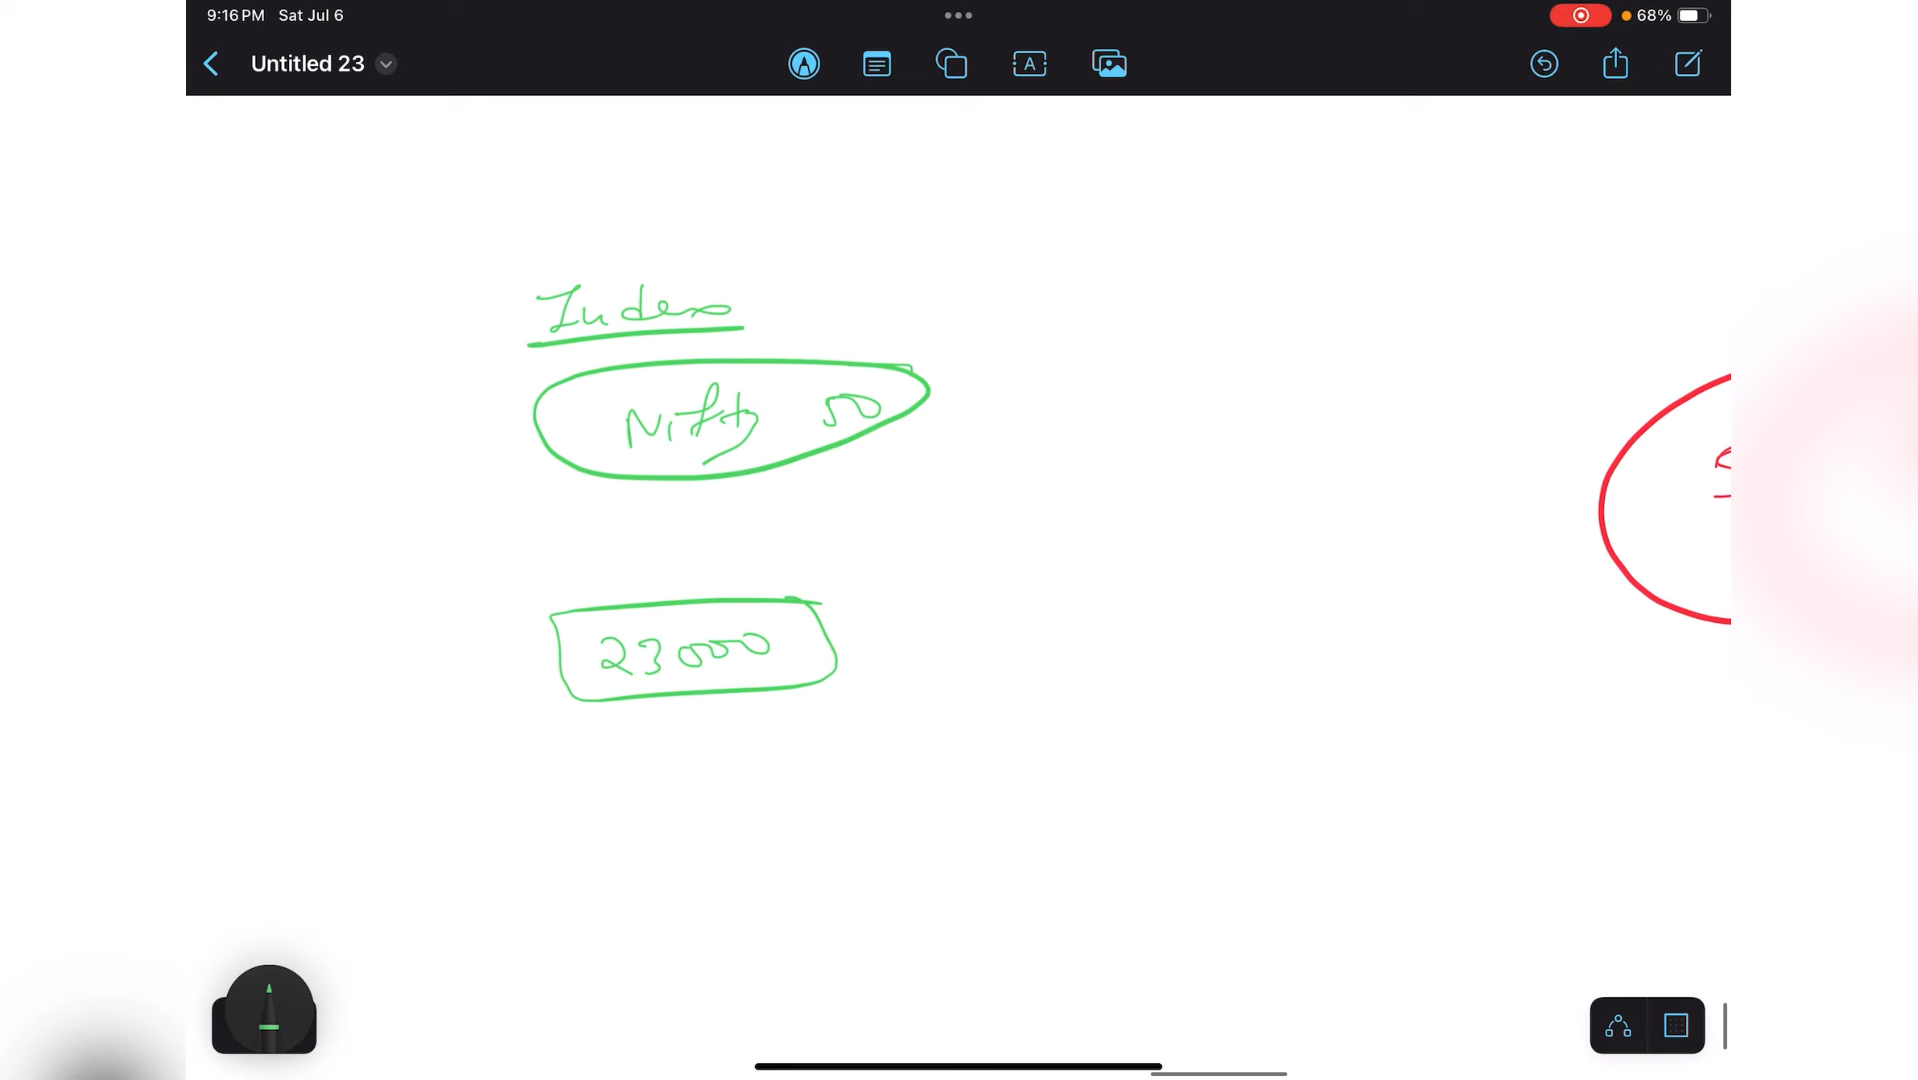 9:16 PM Sat Jul 6
68%
Untitled 23
A
Index
Nifty 50
23000